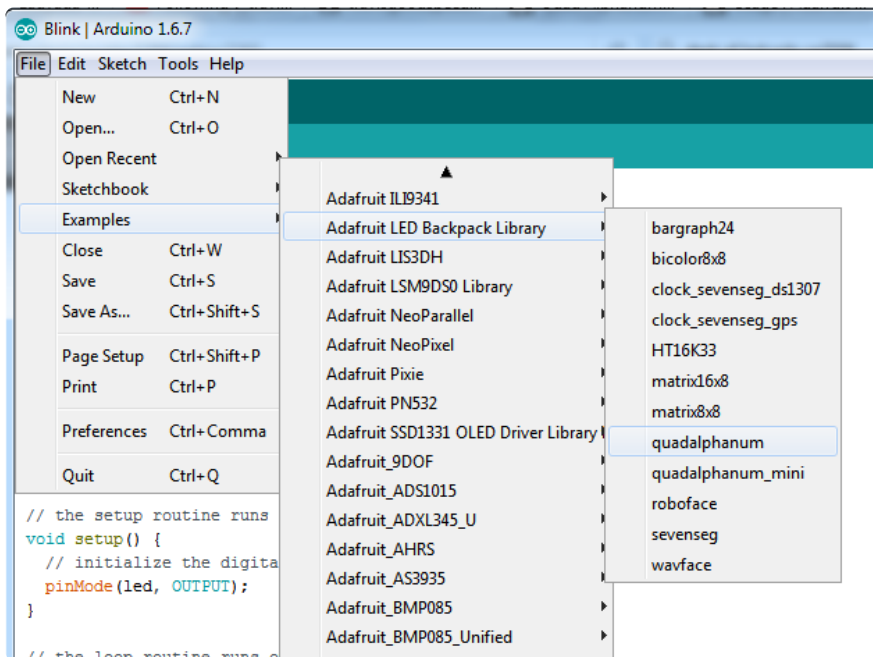 Blink | Arduino 1.6.7
File Edit Sketch Tools Help
New Ctrl+N
Open... Ctrl+O
Open Recent
Sketchbook
Examples
Close Ctrl+W
Save Ctrl+S
Save As... Ctrl+Shift+S
Page Setup Ctrl+Shift+P
Print Ctrl+P
Preferences Ctrl+Comma
Quit Ctrl+Q
Adafruit ILI9341
Adafruit LED Backpack Library
Adafruit LIS3DH
Adafruit LSM9DS0 Library
Adafruit NeoParallel
Adafruit NeoPixel
Adafruit Pixie
Adafruit PN532
Adafruit SSD1331 OLED Driver Library
Adafruit_9DOF
Adafruit_ADS1015
Adafruit_ADXL345_U
Adafruit_AHRS
Adafruit_AS3935
Adafruit_BMP085
Adafruit_BMP085_Unified
bargraph24
bicolor8x8
clock_sevenseg_ds1307
clock_sevenseg_gps
HT16K33
matrix16x8
matrix8x8
quadalphanum
quadalphanum_mini
roboface
sevenseg
wavface
// the setup routine runs
void setup() {
// initialize the digita
pinMode(led, OUTPUT);
}
// the loop routine runs